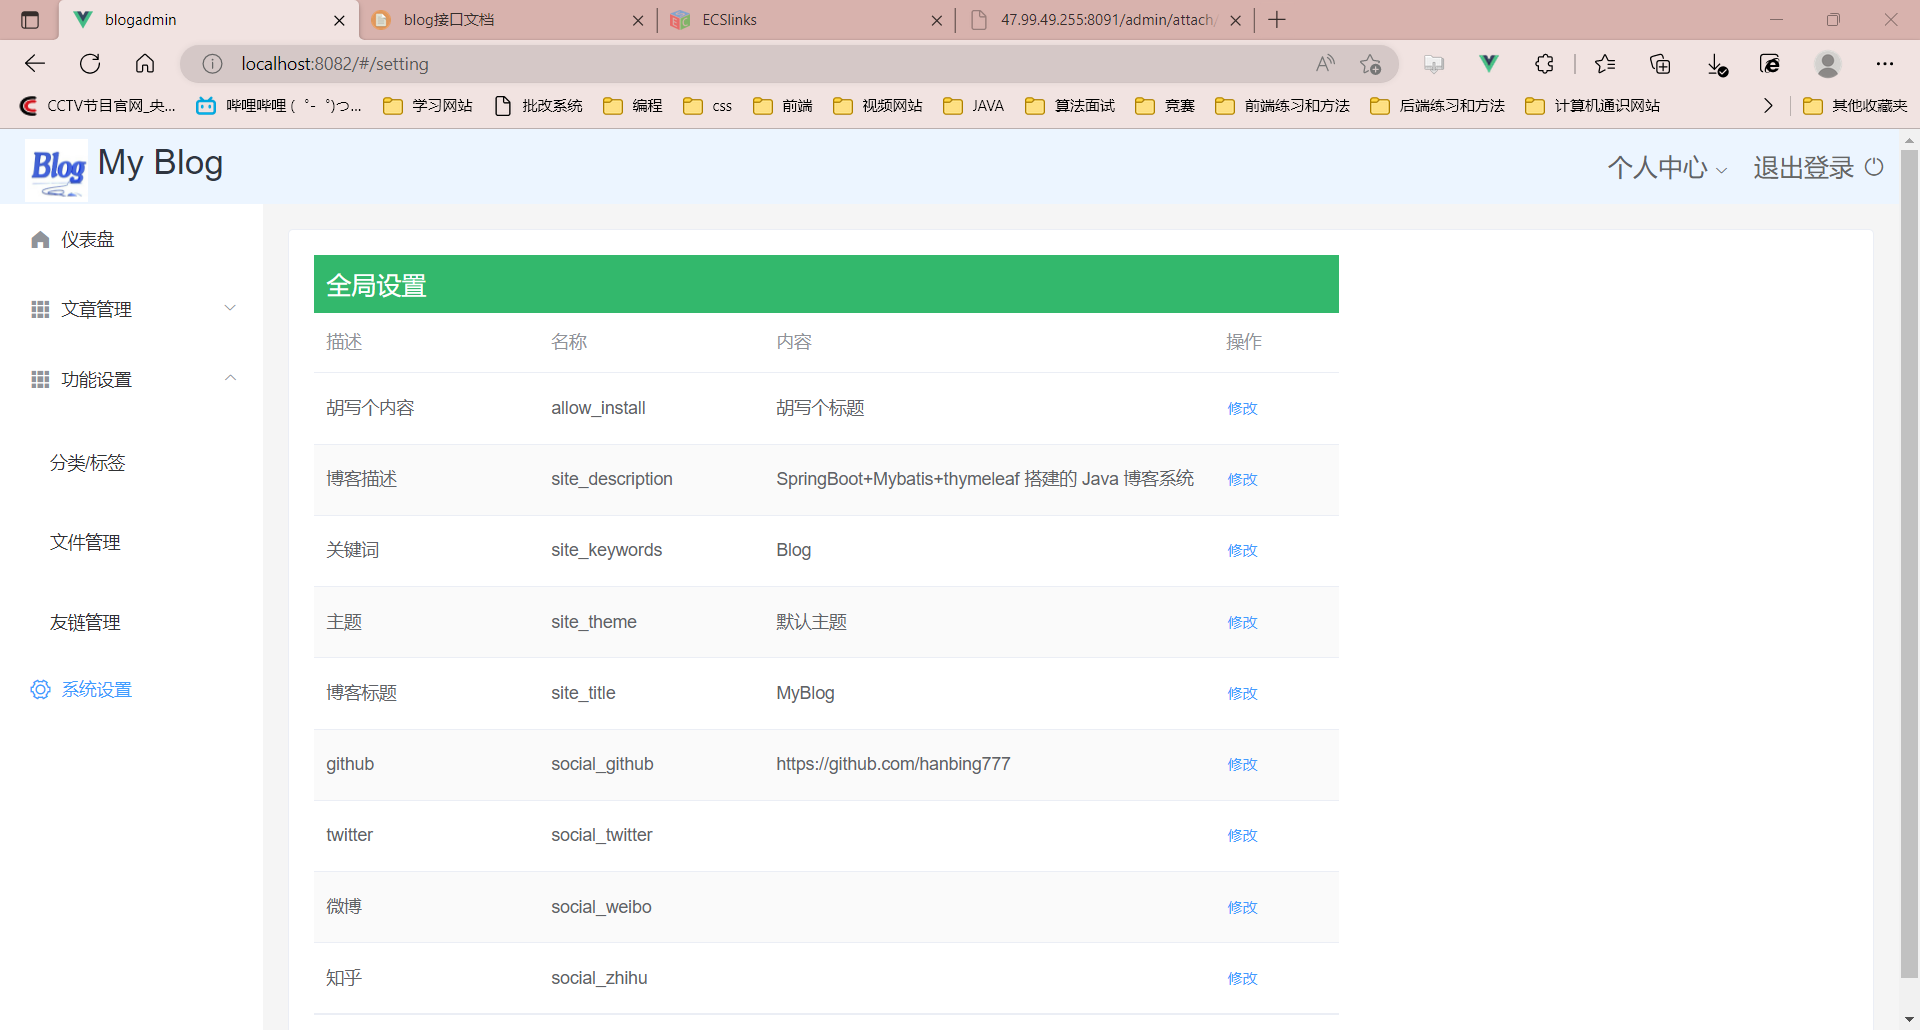 blogadmin
blog接口文档
ECSlinks
47.99.49.255:8091/admin/attach/
localhost:8082/#/setting
CCTV节目官网_央...
哔哩哔哩 (゜-゜)つ...
学习网站
批改系统
编程
css
前端
视频网站
JAVA
算法面试
竞赛
前端练习和方法
后端练习和方法
计算机通识网站
其他收藏夹
Blog
My Blog
个人中心
退出登录
仪表盘
文章管理
功能设置
分类/标签
文件管理
友链管理
系统设置
全局设置
描述 名称 内容 操作
胡写个内容 allow_install 胡写个标题 修改
博客描述 site_description SpringBoot+Mybatis+thymeleaf 搭建的 Java 博客系统 修改
关键词 site_keywords Blog 修改
主题 site_theme 默认主题 修改
博客标题 site_title MyBlog 修改
github social_github https://github.com/hanbing777 修改
twitter social_twitter 修改
微博 social_weibo 修改
知乎 social_zhihu 修改